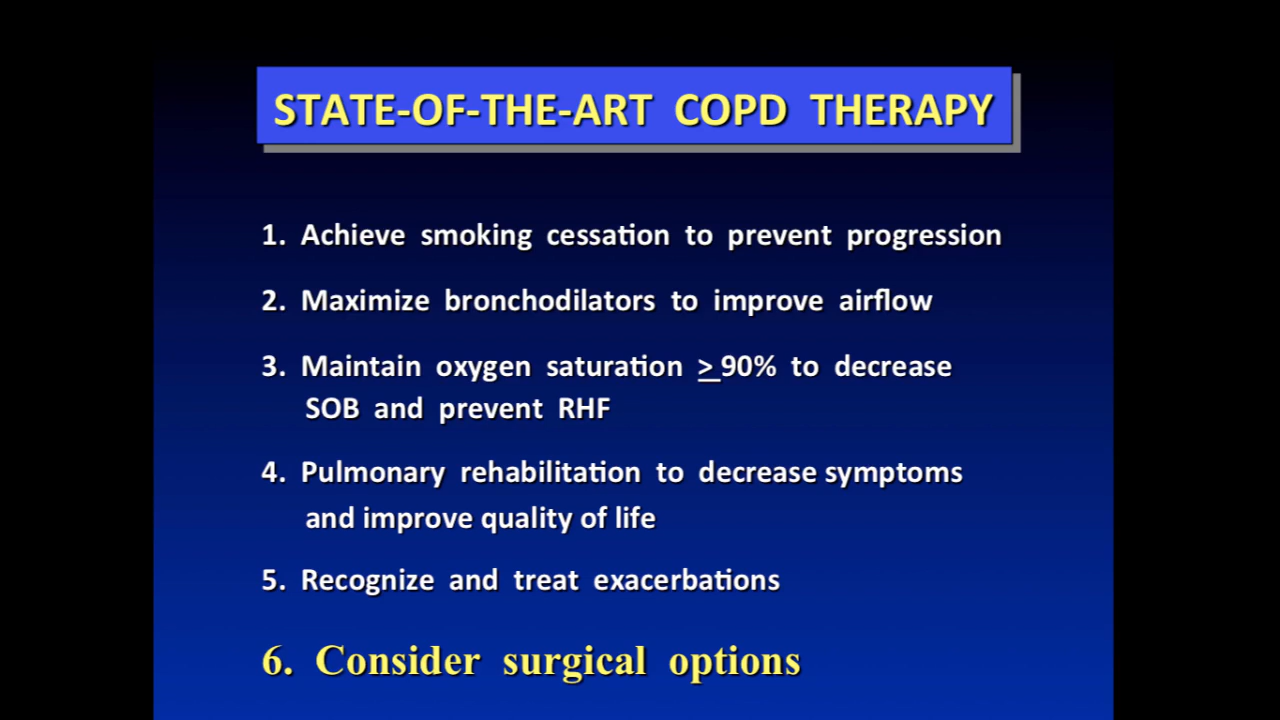 STATE-OF-THE-ART COPD THERAPY
1. Achieve smoking cessation to prevent progression
2. Maximize bronchodilators to improve airflow
3. Maintain oxygen saturation ≥ 90% to decrease
SOB and prevent RHF
4. Pulmonary rehabilitation to decrease symptoms
and improve quality of life
5. Recognize and treat exacerbations
6. Consider surgical options